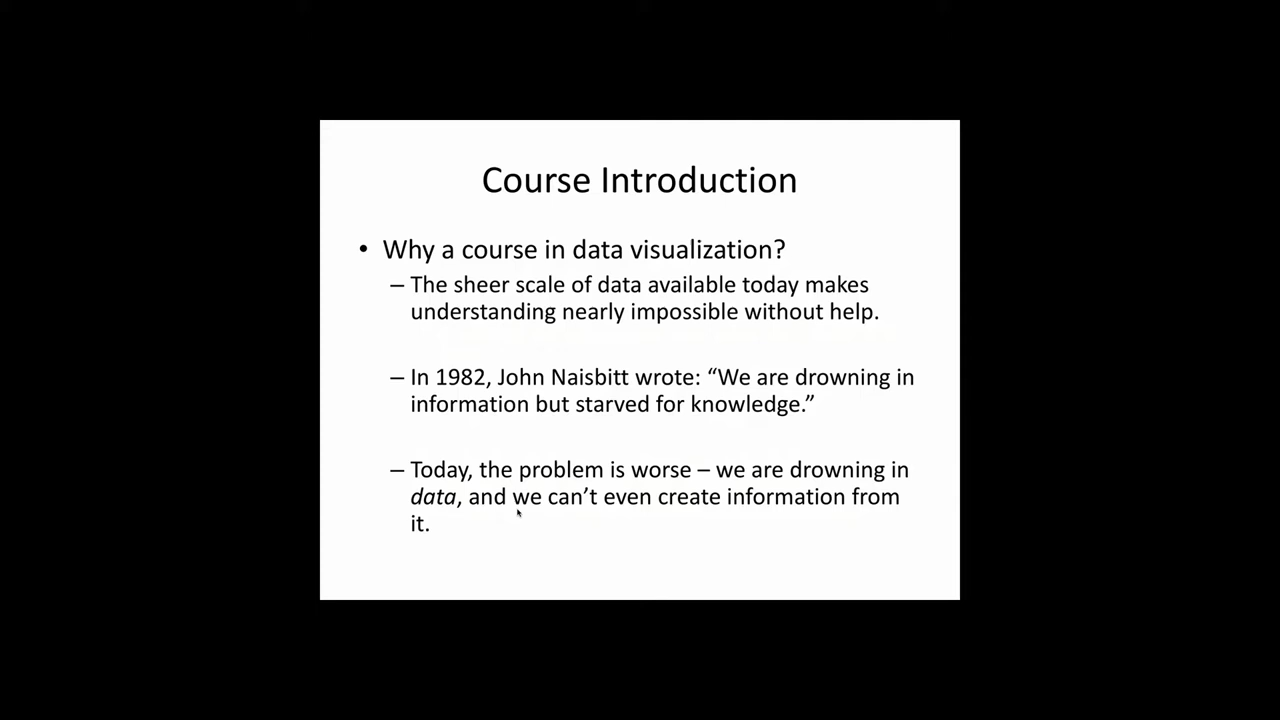 Course Introduction
• Why a course in data visualization?
– The sheer scale of data available today makes
understanding nearly impossible without help.
– In 1982, John Naisbitt wrote: “We are drowning in
information but starved for knowledge.”
– Today, the problem is worse – we are drowning in
data, and we can’t even create information from
it.